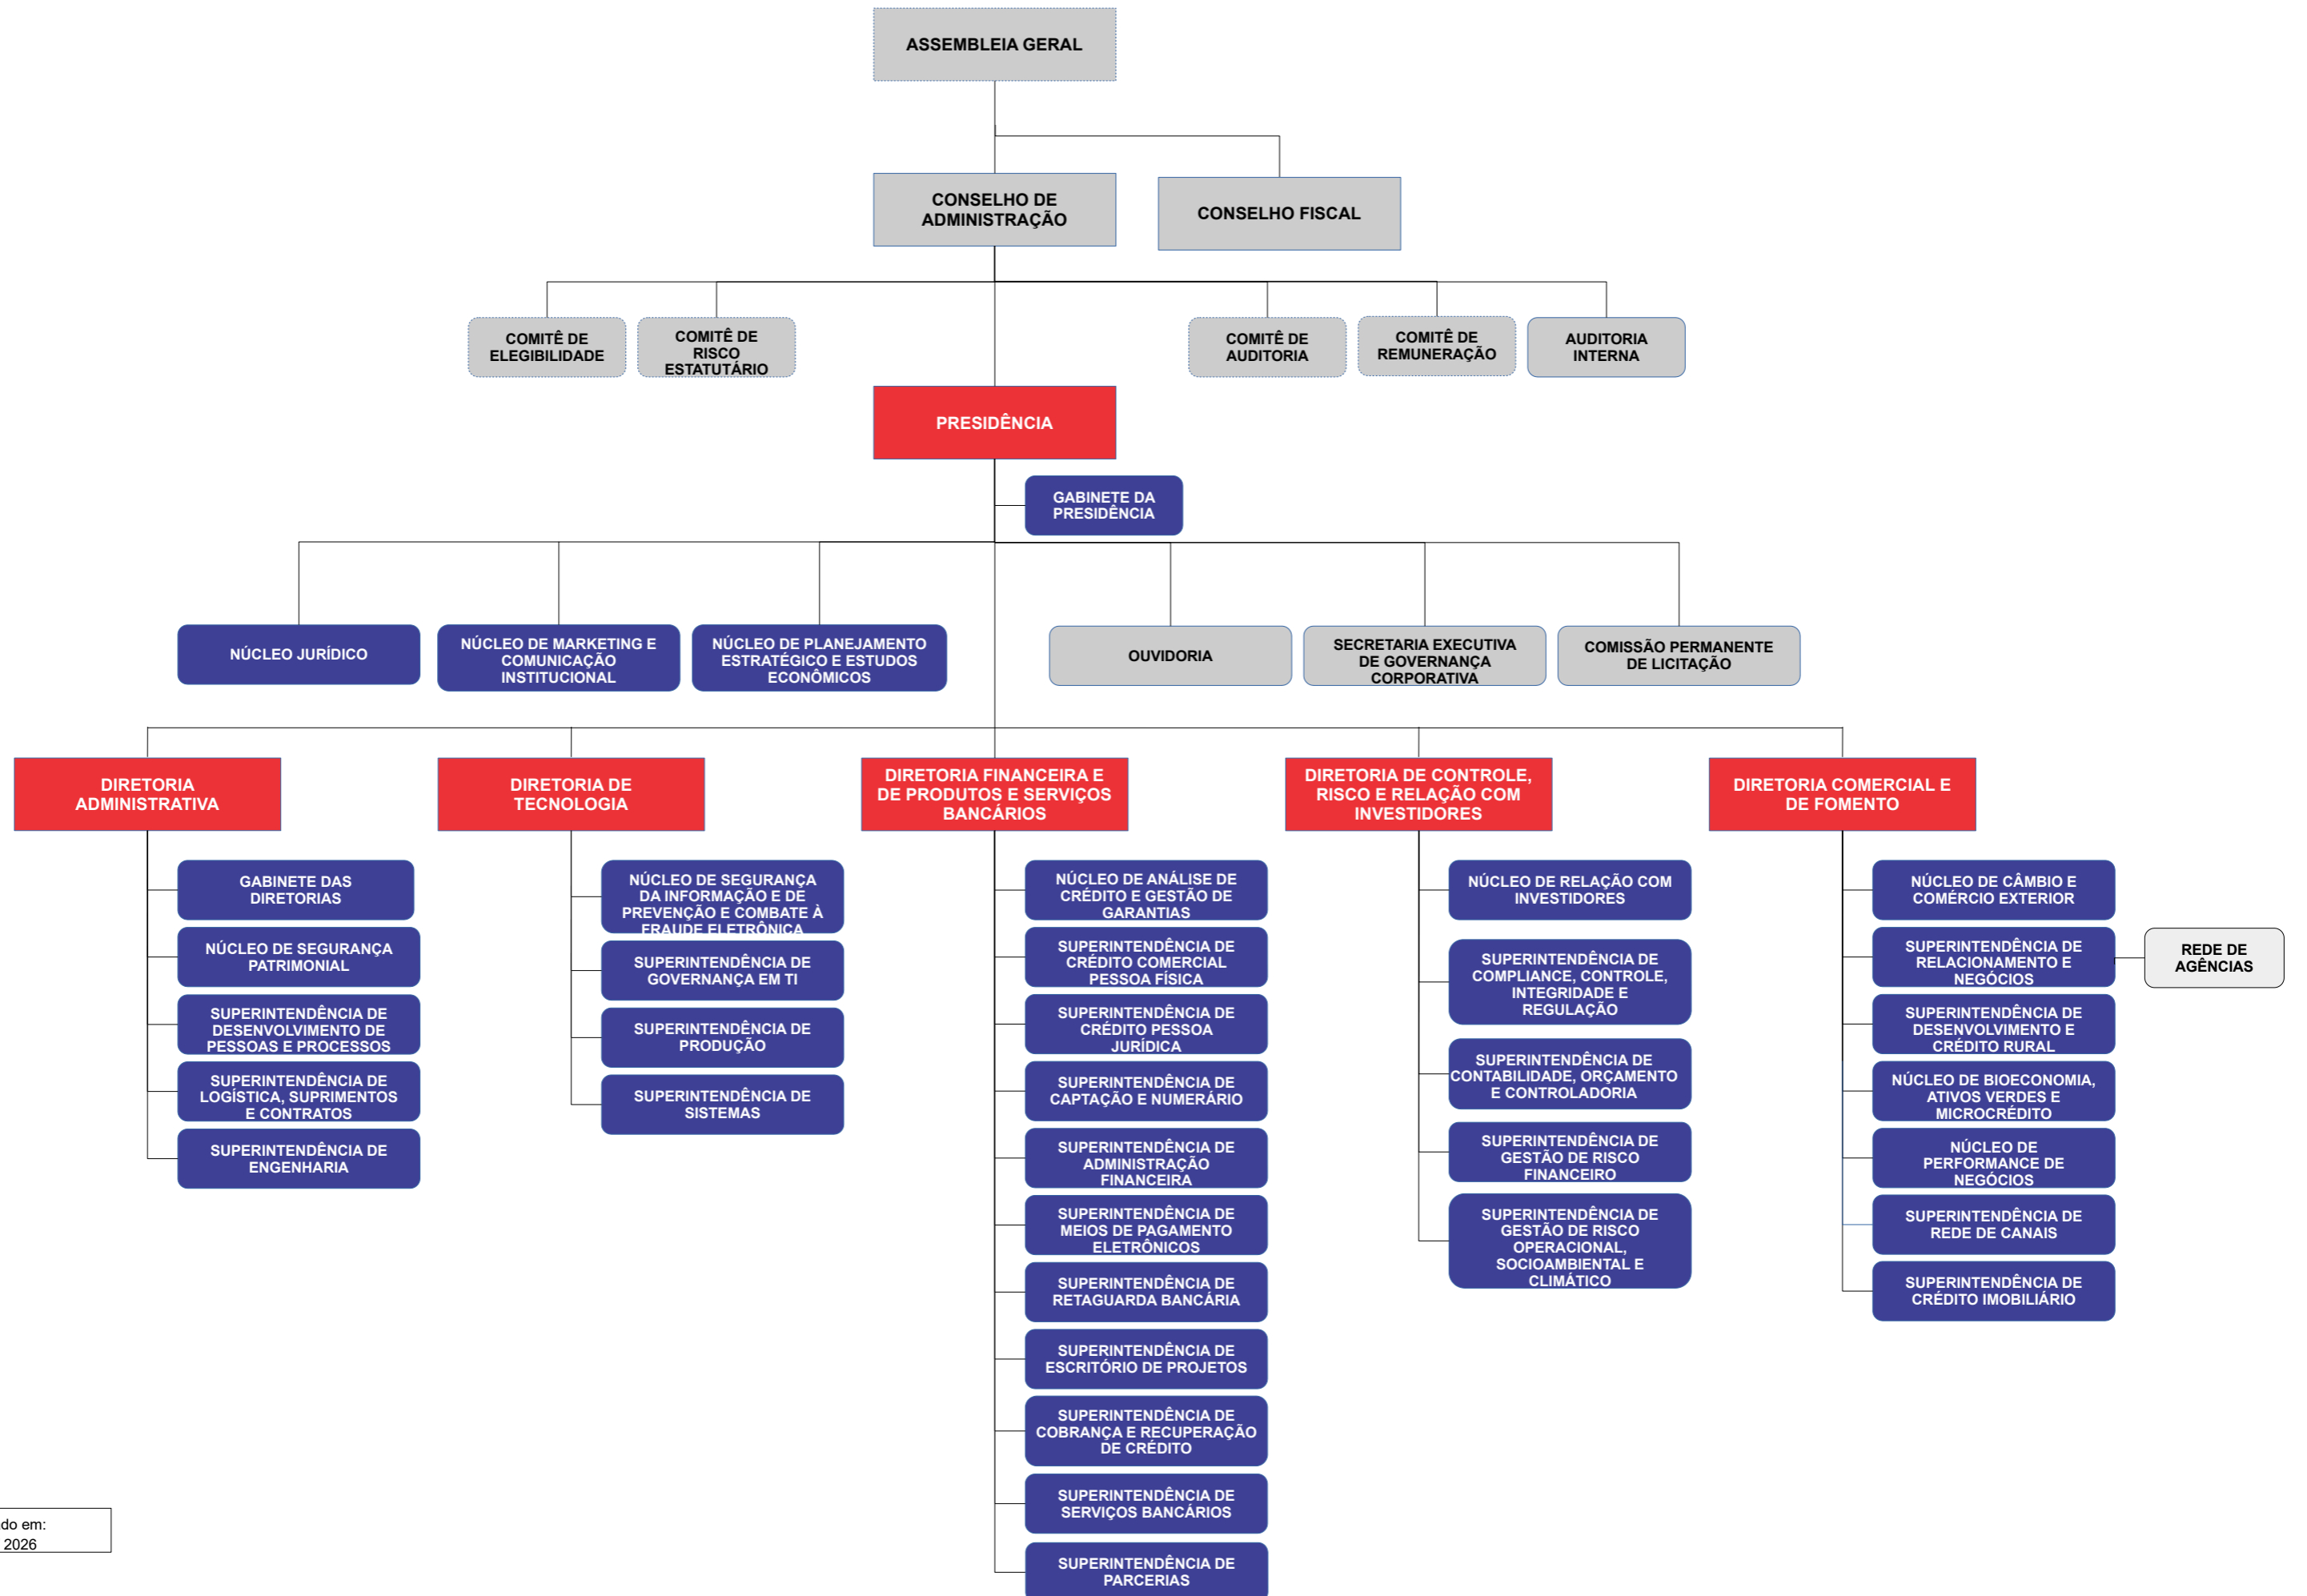 ASSEMBLEIA GERAL
CONSELHO DE
ADMINISTRAÇÃO
CONSELHO FISCAL
COMITÊ DE
ELEGIBILIDADE
COMITÊ DE
RISCO
ESTATUTÁRIO
COMITÊ DE
AUDITORIA
COMITÊ DE
REMUNERAÇÃO
AUDITORIA
INTERNA
PRESIDÊNCIA
GABINETE DA
PRESIDÊNCIA
NÚCLEO JURÍDICO
NÚCLEO DE MARKETING E
COMUNICAÇÃO
INSTITUCIONAL
NÚCLEO DE PLANEJAMENTO
ESTRATÉGICO E ESTUDOS
ECONÔMICOS
OUVIDORIA
SECRETARIA EXECUTIVA
DE GOVERNANÇA
CORPORATIVA
COMISSÃO PERMANENTE
DE LICITAÇÃO
DIRETORIA
ADMINISTRATIVA
GABINETE DAS
DIRETORIAS
NÚCLEO DE SEGURANÇA
PATRIMONIAL
SUPERINTENDÊNCIA DE
DESENVOLVIMENTO DE
PESSOAS E PROCESSOS
SUPERINTENDÊNCIA DE
LOGÍSTICA, SUPRIMENTOS
E CONTRATOS
SUPERINTENDÊNCIA DE
ENGENHARIA
DIRETORIA DE
TECNOLOGIA
NÚCLEO DE SEGURANÇA
DA INFORMAÇÃO E DE
PREVENÇÃO E COMBATE À
FRAUDE ELETRÔNICA
SUPERINTENDÊNCIA DE
GOVERNANÇA EM TI
SUPERINTENDÊNCIA DE
PRODUÇÃO
SUPERINTENDÊNCIA DE
SISTEMAS
DIRETORIA FINANCEIRA E
DE PRODUTOS E SERVIÇOS
BANCÁRIOS
NÚCLEO DE ANÁLISE DE
CRÉDITO E GESTÃO DE
GARANTIAS
SUPERINTENDÊNCIA DE
CRÉDITO COMERCIAL
PESSOA FÍSICA
SUPERINTENDÊNCIA DE
CRÉDITO PESSOA
JURÍDICA
SUPERINTENDÊNCIA DE
CAPTAÇÃO E NUMERÁRIO
SUPERINTENDÊNCIA DE
ADMINISTRAÇÃO
FINANCEIRA
SUPERINTENDÊNCIA DE
MEIOS DE PAGAMENTO
ELETRÔNICOS
SUPERINTENDÊNCIA DE
RETAGUARDA BANCÁRIA
SUPERINTENDÊNCIA DE
ESCRITÓRIO DE PROJETOS
SUPERINTENDÊNCIA DE
COBRANÇA E RECUPERAÇÃO
DE CRÉDITO
SUPERINTENDÊNCIA DE
SERVIÇOS BANCÁRIOS
SUPERINTENDÊNCIA DE
PARCERIAS
DIRETORIA DE CONTROLE,
RISCO E RELAÇÃO COM
INVESTIDORES
NÚCLEO DE RELAÇÃO COM
INVESTIDORES
SUPERINTENDÊNCIA DE
COMPLIANCE, CONTROLE,
INTEGRIDADE E
REGULAÇÃO
SUPERINTENDÊNCIA DE
CONTABILIDADE, ORÇAMENTO
E CONTROLADORIA
SUPERINTENDÊNCIA DE
GESTÃO DE RISCO
FINANCEIRO
SUPERINTENDÊNCIA DE
GESTÃO DE RISCO
OPERACIONAL,
SOCIOAMBIENTAL E
CLIMÁTICO
DIRETORIA COMERCIAL E
DE FOMENTO
NÚCLEO DE CÂMBIO E
COMÉRCIO EXTERIOR
SUPERINTENDÊNCIA DE
RELACIONAMENTO E
NEGÓCIOS
REDE DE
AGÊNCIAS
SUPERINTENDÊNCIA DE
DESENVOLVIMENTO E
CRÉDITO RURAL
NÚCLEO DE BIOECONOMIA,
ATIVOS VERDES E
MICROCRÉDITO
NÚCLEO DE
PERFORMANCE DE
NEGÓCIOS
SUPERINTENDÊNCIA DE
REDE DE CANAIS
SUPERINTENDÊNCIA DE
CRÉDITO IMOBILIÁRIO
do em:
2026